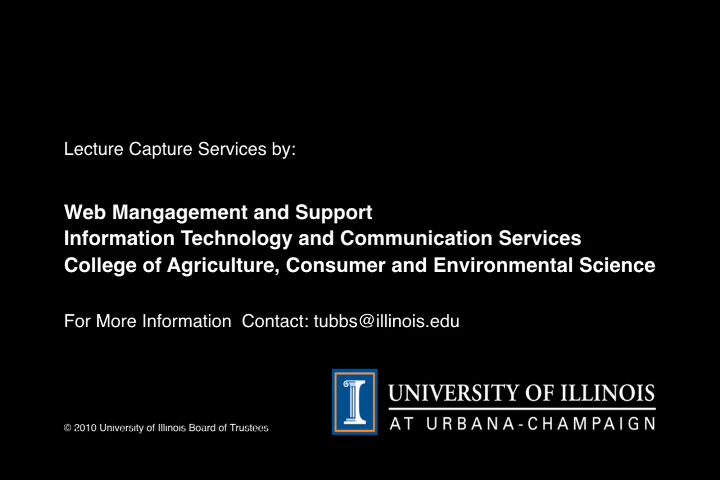 Lecture Capture Services by:
Web Mangagement and Support
Information Technology and Communication Services
College of Agriculture, Consumer and Environmental Science
For More Information  Contact: tubbs@illinois.edu
I
UNIVERSITY OF ILLINOIS
AT URBANA-CHAMPAIGN
© 2010 University of Illinois Board of Trustees